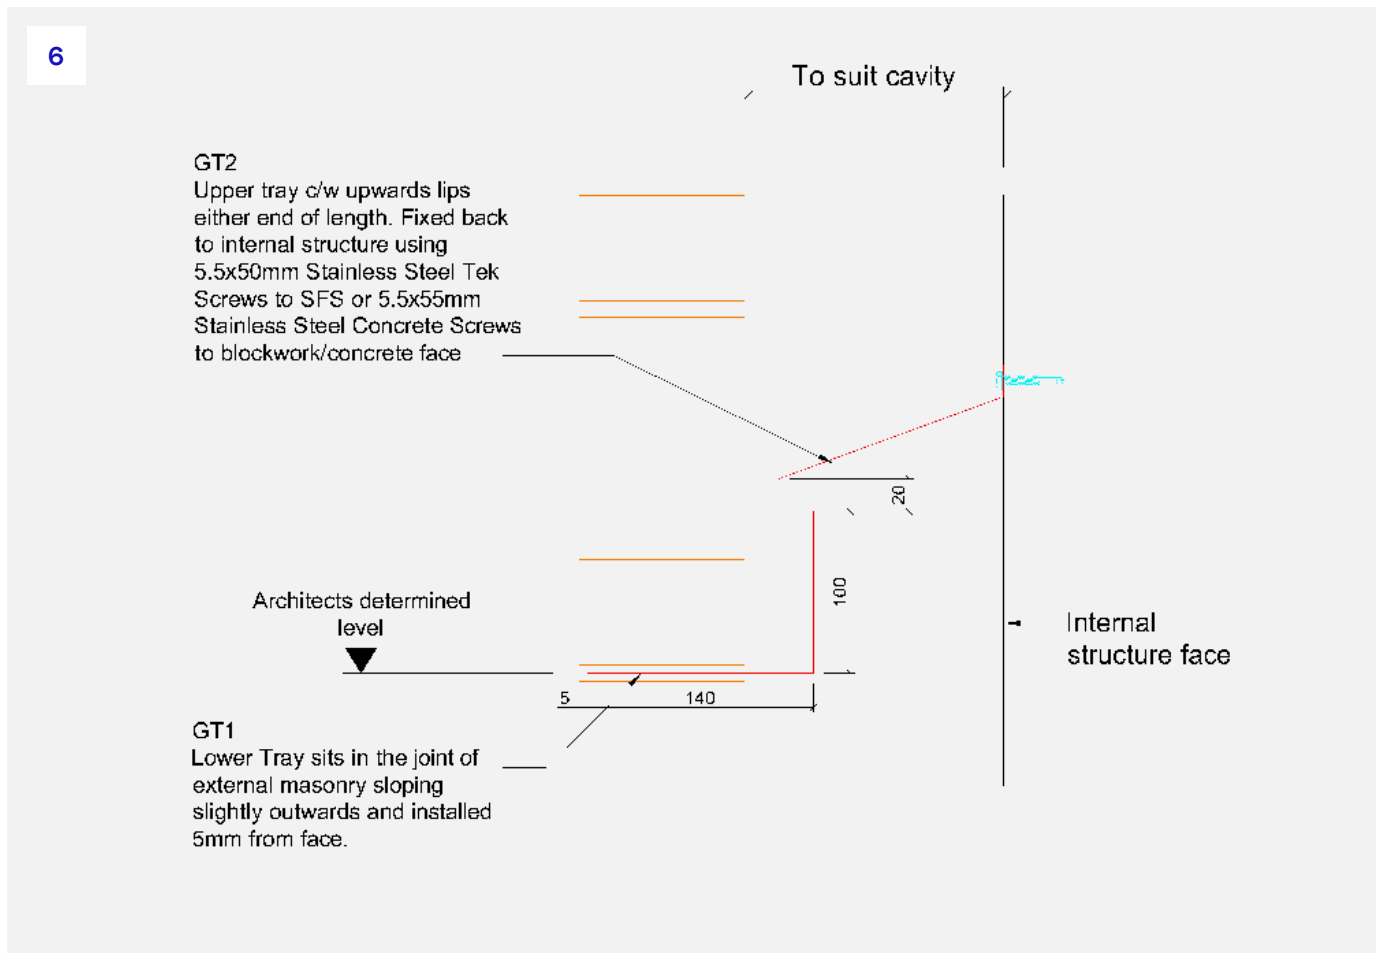 6
To suit cavity
GT2
Upper tray c/w upwards lips
either end of length. Fixed back
to internal structure using
5.5x50mm Stainless Steel Tek
Screws to SFS or 5.5x55mm
Stainless Steel Concrete Screws
to blockwork/concrete face
20
100
Architects determined
level
Internal
structure face
5
140
GT1
Lower Tray sits in the joint of
external masonry sloping
slightly outwards and installed
5mm from face.